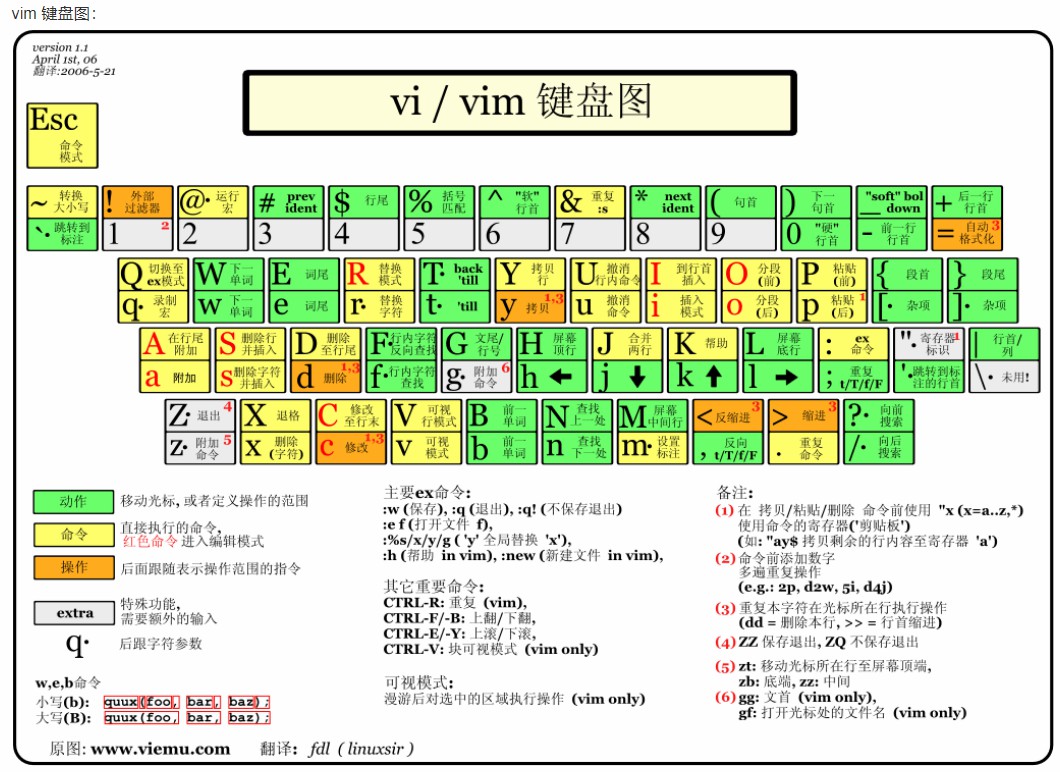 vim 键盘图：
version 1.1
April 1st, 06
翻译:2006-5-21
vi / vim 键盘图
Esc 命令模式
~ 转换大小写
! 外部过滤器
@· 运行宏
# prev ident
$ 行尾
% 括号匹配
^ "软"行首
& 重复 :s
* next ident
( 句首
) 下一句首
"soft" bol _ down
+ 后一行行首
`· 跳转到标注
1 2
2
3
4
5
6
7
8
9
0 "硬"行首
- 前一行行首
= 自动格式化 3
Q 切换至ex模式
W 下一单词
E 词尾
R 替换模式
T· back 'till
Y 拷贝行
U 撤消行内命令
I 到行首插入
O 分段(前)
P 粘贴(前)
{ 段首
} 段尾
q· 录制宏
w 下一单词
e 词尾
r· 替换字符
t· 'till
y 拷贝 1,3
u 撤消命令
i 插入模式
o 分段(后)
p 粘贴(后) 1
[· 杂项
]· 杂项
A 在行尾附加
S 删除行并插入
D 删除至行尾
F· 行内字符反向查找
G 文尾/行号
H 屏幕顶行
J 合并两行
K 帮助
L 屏幕底行
: ex命令
"· 寄存器标识 1
| 行首/列
a 附加
s 删除字符并插入
d 删除 1,3
f· 行内字符查找
g· 附加命令 6
h ←
j ↓
k ↑
l →
; 重复 t/T/f/F
'· 跳转到标注的行首
\· 未用!
Z· 退出 4
X 退格
C 修改至行末
V 可视行模式
B 前一单词
N 查找上一处
M 屏幕中间行
< 反缩进 3
> 缩进 3
?· 向前搜索
z· 附加命令 5
x 删除(字符)
c 修改 1,3
v 可视模式
b 前一单词
n 查找下一处
m· 设置标注
, 反向 t/T/f/F
. 重复命令
/· 向后搜索
动作 移动光标, 或者定义操作的范围
命令 直接执行的命令,
红色命令 进入编辑模式
操作 后面跟随表示操作范围的指令
extra 特殊功能,
需要额外的输入
q· 后跟字符参数
w,e,b命令
小写(b): quux(foo, bar, baz);
大写(B): quux(foo, bar, baz);
原图: www.viemu.com 翻译: fdl (linuxsir)
主要ex命令:
:w (保存), :q (退出), :q! (不保存退出)
:e f (打开文件 f),
:%s/x/y/g ( 'y' 全局替换 'x'),
:h (帮助 in vim), :new (新建文件 in vim),
其它重要命令:
CTRL-R: 重复 (vim),
CTRL-F/-B: 上翻/下翻,
CTRL-E/-Y: 上滚/下滚,
CTRL-V: 块可视模式 (vim only)
可视模式:
漫游后对选中的区域执行操作 (vim only)
备注:
(1) 在 拷贝/粘贴/删除 命令前使用 "x (x=a..z,*)
使用命令的寄存器('剪贴板')
(如: "ay$ 拷贝剩余的行内容至寄存器 'a')
(2) 命令前添加数字
多遍重复操作
(e.g.: 2p, d2w, 5i, d4j)
(3) 重复本字符在光标所在行执行操作
(dd = 删除本行, >> = 行首缩进)
(4) ZZ 保存退出, ZQ 不保存退出
(5) zt: 移动光标所在行至屏幕顶端,
zb: 底端, zz: 中间
(6) gg: 文首 (vim only),
gf: 打开光标处的文件名 (vim only)